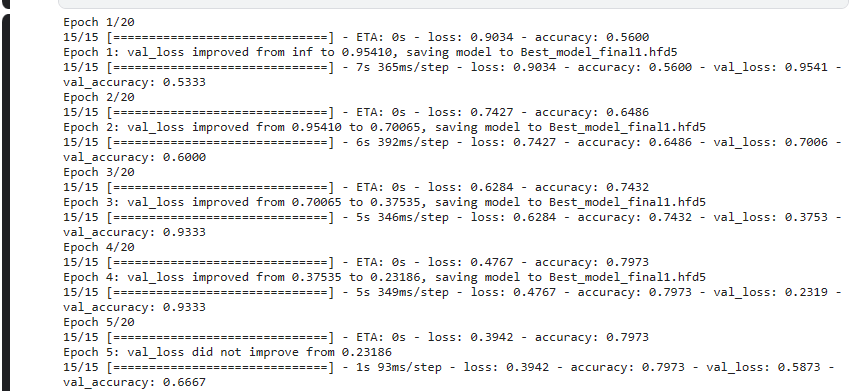 Epoch 1/20
15/15 [==============================] - ETA: 0s - loss: 0.9034 - accuracy: 0.5600
Epoch 1: val_loss improved from inf to 0.95410, saving model to Best_model_final1.hfd5
15/15 [==============================] - 7s 365ms/step - loss: 0.9034 - accuracy: 0.5600 - val_loss: 0.9541 -
val_accuracy: 0.5333
Epoch 2/20
15/15 [==============================] - ETA: 0s - loss: 0.7427 - accuracy: 0.6486
Epoch 2: val_loss improved from 0.95410 to 0.70065, saving model to Best_model_final1.hfd5
15/15 [==============================] - 6s 392ms/step - loss: 0.7427 - accuracy: 0.6486 - val_loss: 0.7006 -
val_accuracy: 0.6000
Epoch 3/20
15/15 [==============================] - ETA: 0s - loss: 0.6284 - accuracy: 0.7432
Epoch 3: val_loss improved from 0.70065 to 0.37535, saving model to Best_model_final1.hfd5
15/15 [==============================] - 5s 346ms/step - loss: 0.6284 - accuracy: 0.7432 - val_loss: 0.3753 -
val_accuracy: 0.9333
Epoch 4/20
15/15 [==============================] - ETA: 0s - loss: 0.4767 - accuracy: 0.7973
Epoch 4: val_loss improved from 0.37535 to 0.23186, saving model to Best_model_final1.hfd5
15/15 [==============================] - 5s 349ms/step - loss: 0.4767 - accuracy: 0.7973 - val_loss: 0.2319 -
val_accuracy: 0.9333
Epoch 5/20
15/15 [==============================] - ETA: 0s - loss: 0.3942 - accuracy: 0.7973
Epoch 5: val_loss did not improve from 0.23186
15/15 [==============================] - 1s 93ms/step - loss: 0.3942 - accuracy: 0.7973 - val_loss: 0.5873 -
val_accuracy: 0.6667